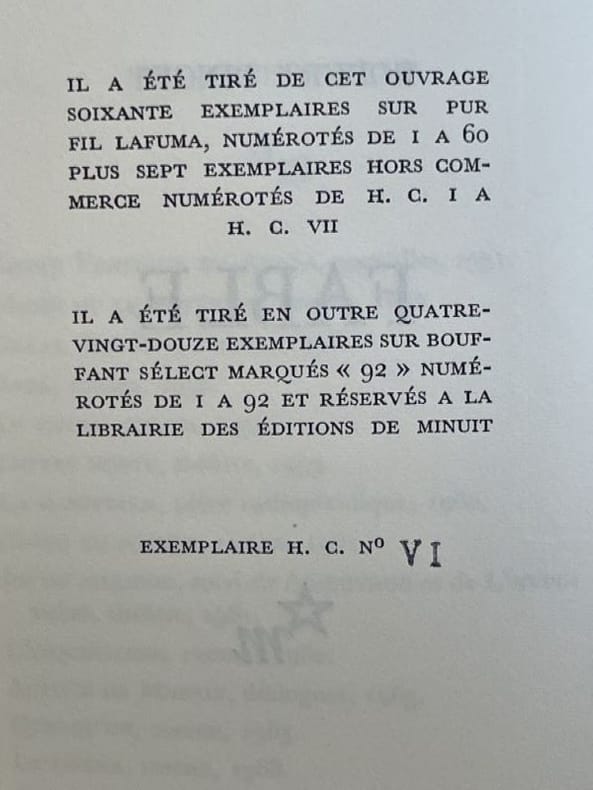 IL A ÉTÉ TIRÉ DE CET OUVRAGE
SOIXANTE EXEMPLAIRES SUR PUR
FIL LAFUMA, NUMÉROTÉS DE I A 60
PLUS SEPT EXEMPLAIRES HORS COM-
MERCE NUMÉROTÉS DE H. C. I A
H. C. VII
IL A ÉTÉ TIRÉ EN OUTRE QUATRE-
VINGT-DOUZE EXEMPLAIRES SUR BOUF-
FANT SÉLECT MARQUÉS « 92 » NUMÉ-
ROTÉS DE I A 92 ET RÉSERVÉS A LA
LIBRAIRIE DES ÉDITIONS DE MINUIT
EXEMPLAIRE H. C. Nº VI